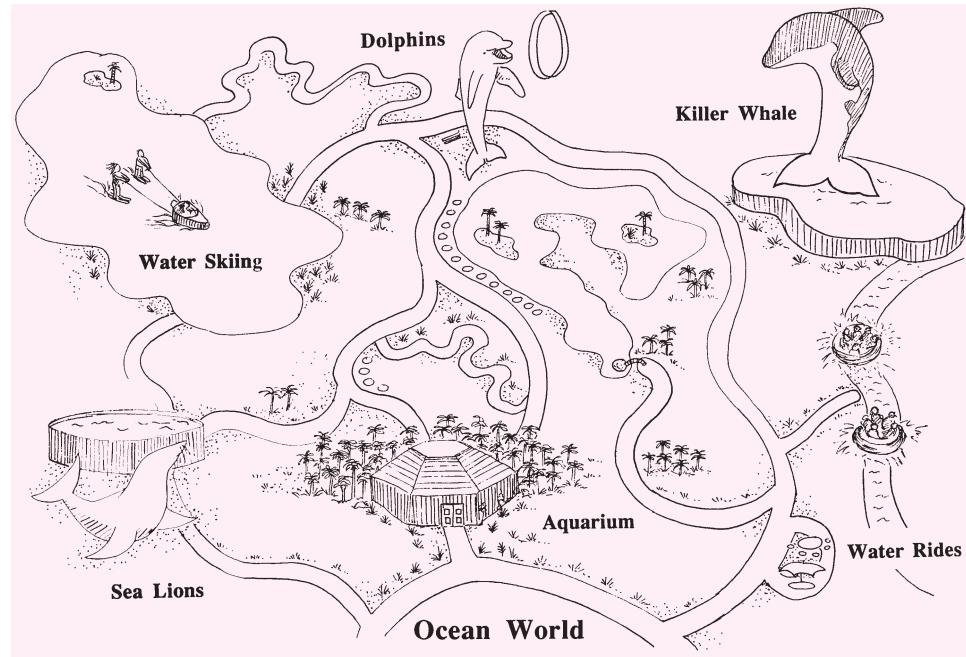 Dolphins
Killer Whale
Water Skiing
Aquarium
Water Rides
Sea Lions
Ocean World